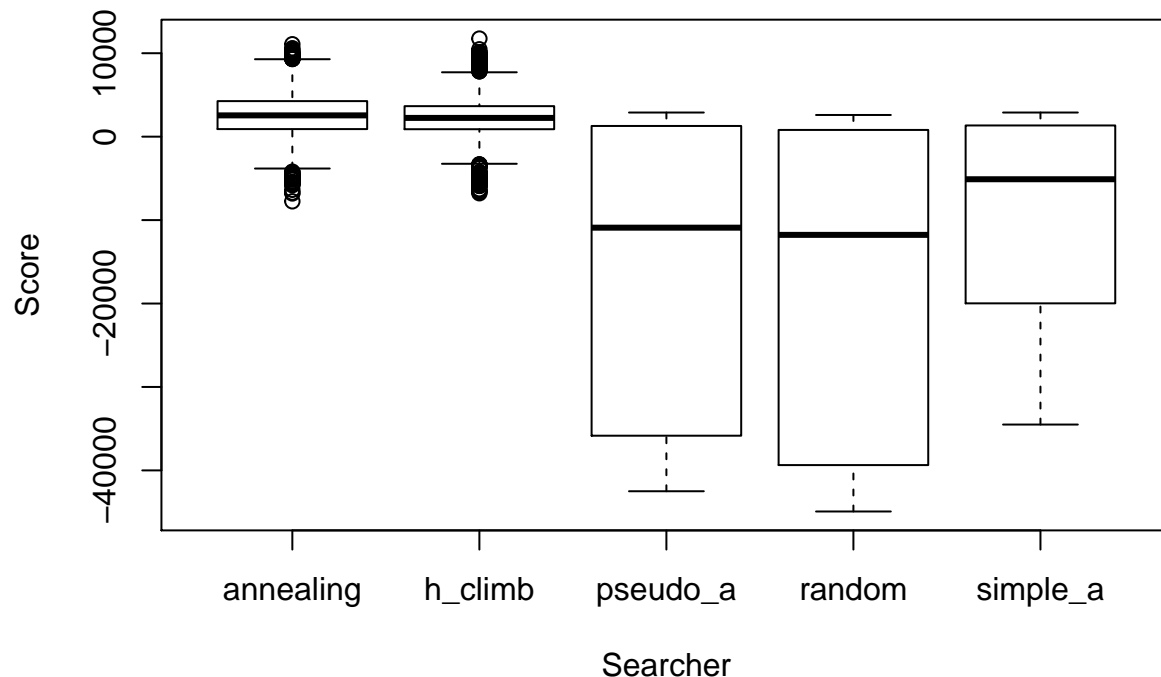 10000
0
−20000
−40000
Score
annealing
h_climb
pseudo_a
random
simple_a
Searcher